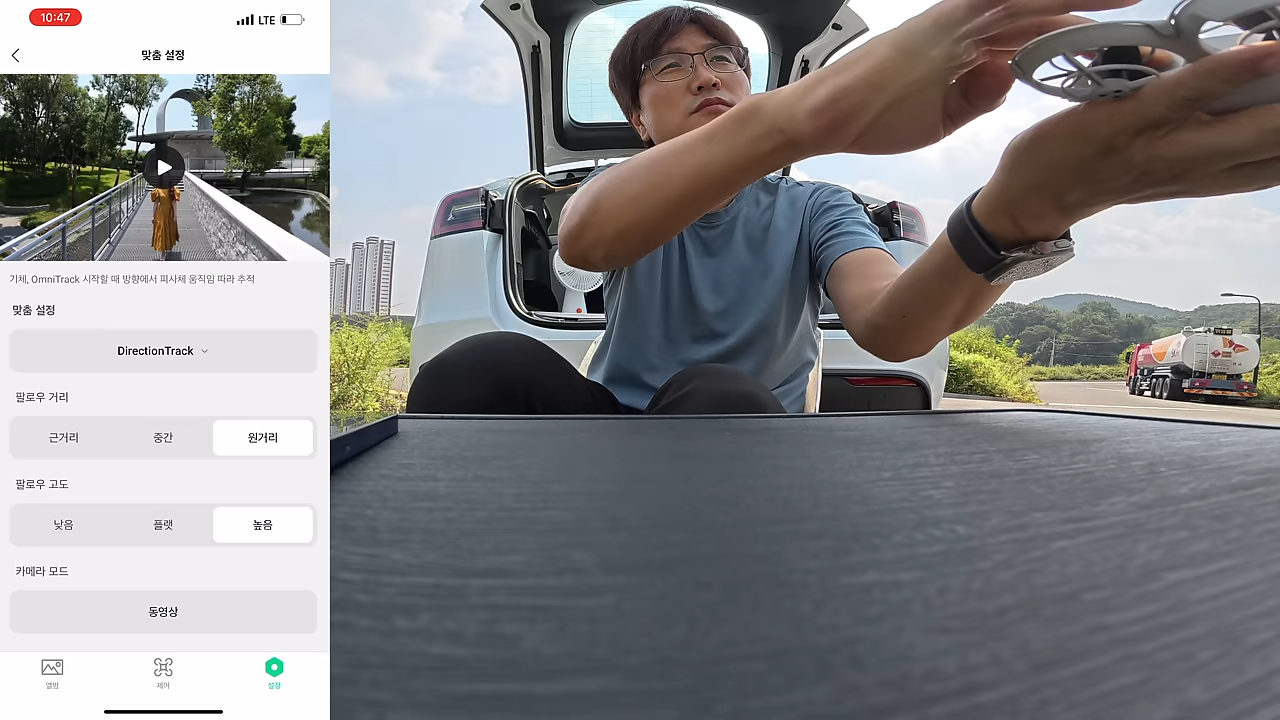 10:47
LTE
맞춤 설정
기체, OmniTrack 시작할 때 방향에서 피사체 움직임 따라 추적
맞춤 설정
DirectionTrack
팔로우 거리
근거리 중간 원거리
팔로우 고도
낮음 플랫 높음
카메라 모드
동영상
앨범 제어 설정